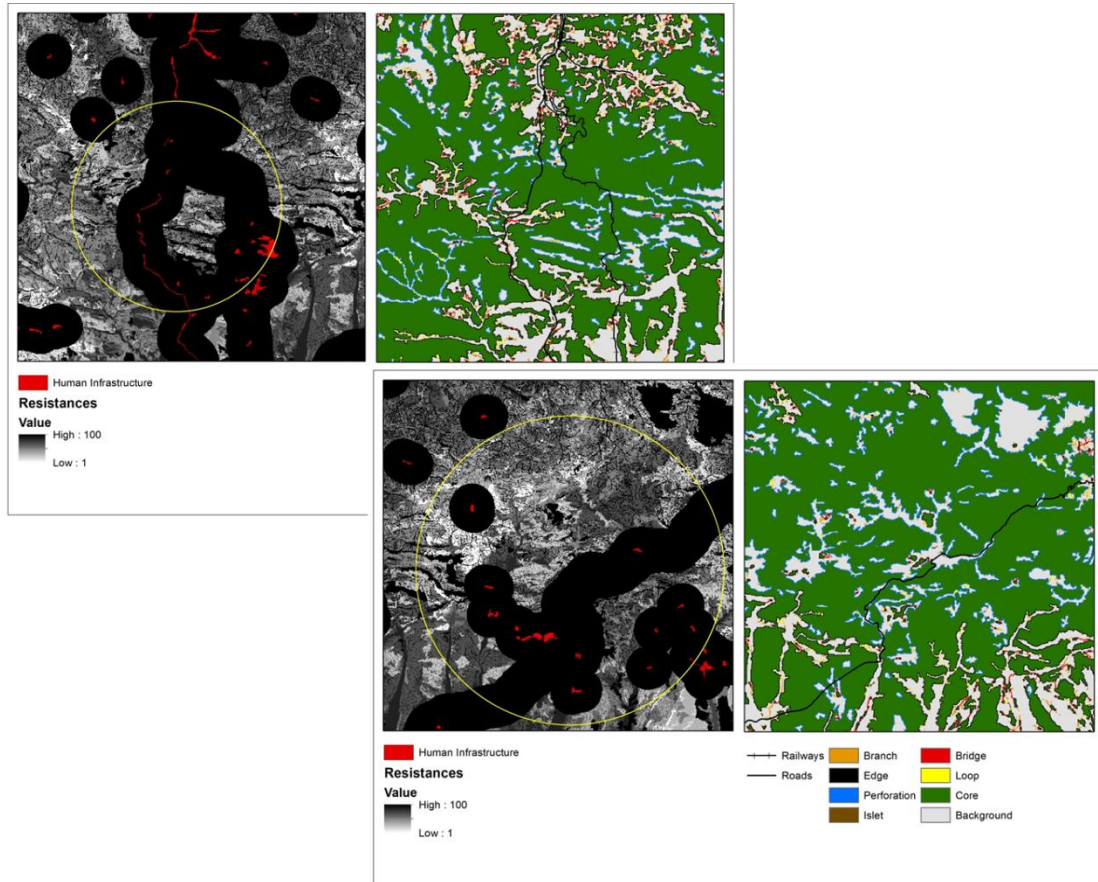 Human Infrastructure
Resistances
Value
High : 100
Low : 1
Human Infrastructure
Resistances
Value
High : 100
Low : 1
Railways
Roads
Branch
Edge
Perforation
Islet
Bridge
Loop
Core
Background